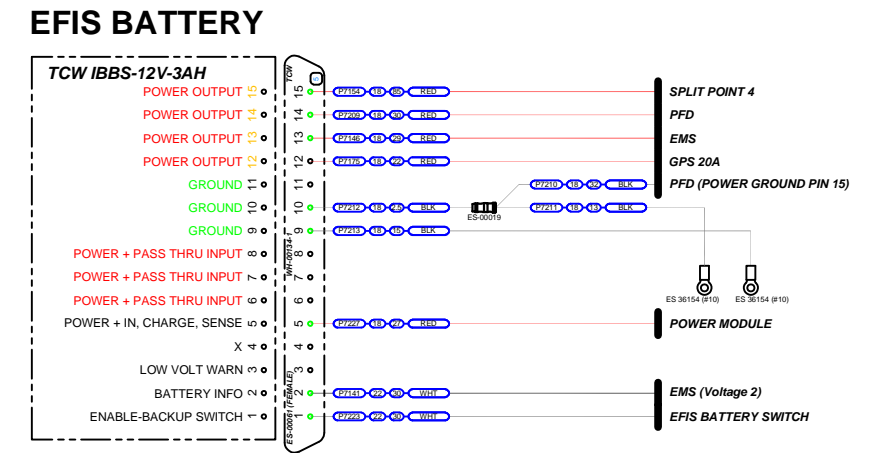 EFIS BATTERY
TCW IBBS-12V-3AH
TCW
POWER OUTPUT 15 15 P7154 18 85 RED SPLIT POINT 4
POWER OUTPUT 14 14 P7209 18 30 RED PFD
POWER OUTPUT 13 13 P7146 18 29 RED EMS
POWER OUTPUT 12 12 P7175 18 22 RED GPS 20A
GROUND 11 11 P7210 18 32 BLK PFD (POWER GROUND PIN 15)
GROUND 10 10 P7212 18 2.5 BLK ES-00019 P7211 18 13 BLK
GROUND 9 9 P7213 18 15 BLK
WH-00134-1
POWER + PASS THRU INPUT 8 8
POWER + PASS THRU INPUT 7 7
POWER + PASS THRU INPUT 6 6
ES 36154 (#10) ES 36154 (#10)
POWER + IN, CHARGE, SENSE 5 5 P7227 18 27 RED POWER MODULE
X 4 4
LOW VOLT WARN 3 3
BATTERY INFO 2 2 P7141 22 30 WHT EMS (Voltage 2)
ENABLE-BACKUP SWITCH 1 1 P7223 22 30 WHT EFIS BATTERY SWITCH
ES-00061 (FEMALE)